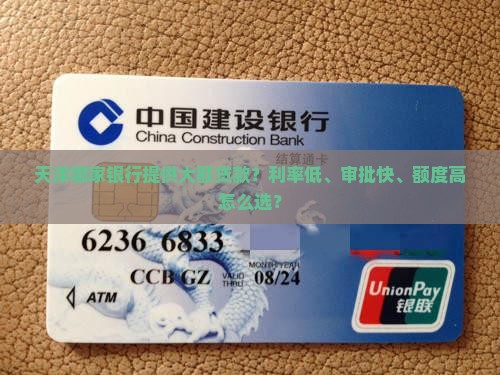 中国建设银行
China Construction Bank
结算通卡
天津哪家银行提供大额贷款？利率低、审批快、额度高
怎么选？
6236 6833
MONTH/YEAR
CCB GZ VALID THRU 08/24
ATM
UnionPay
银联